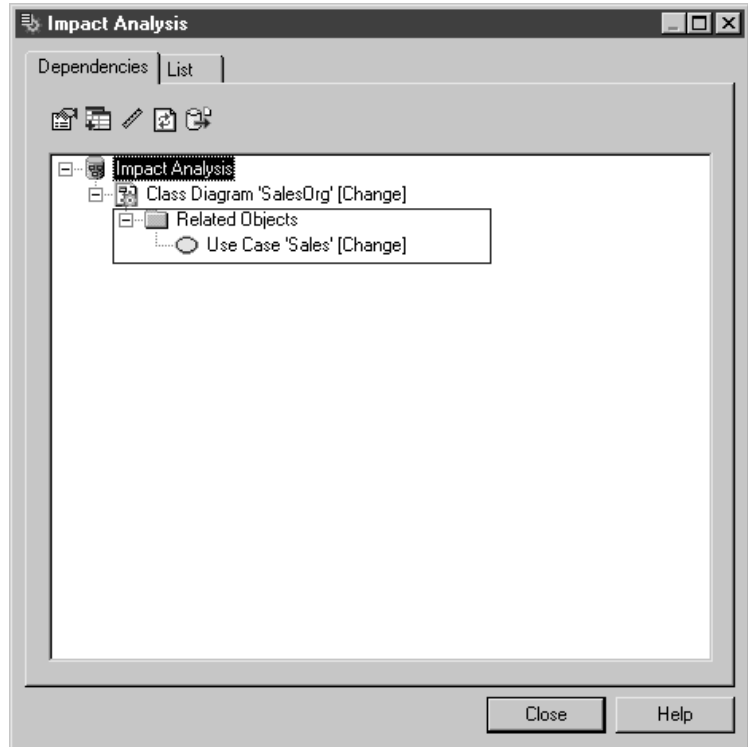 Impact Analysis
Dependencies List
Impact Analysis
Class Diagram 'SalesOrg' [Change]
Related Objects
Use Case 'Sales' [Change]
Close Help